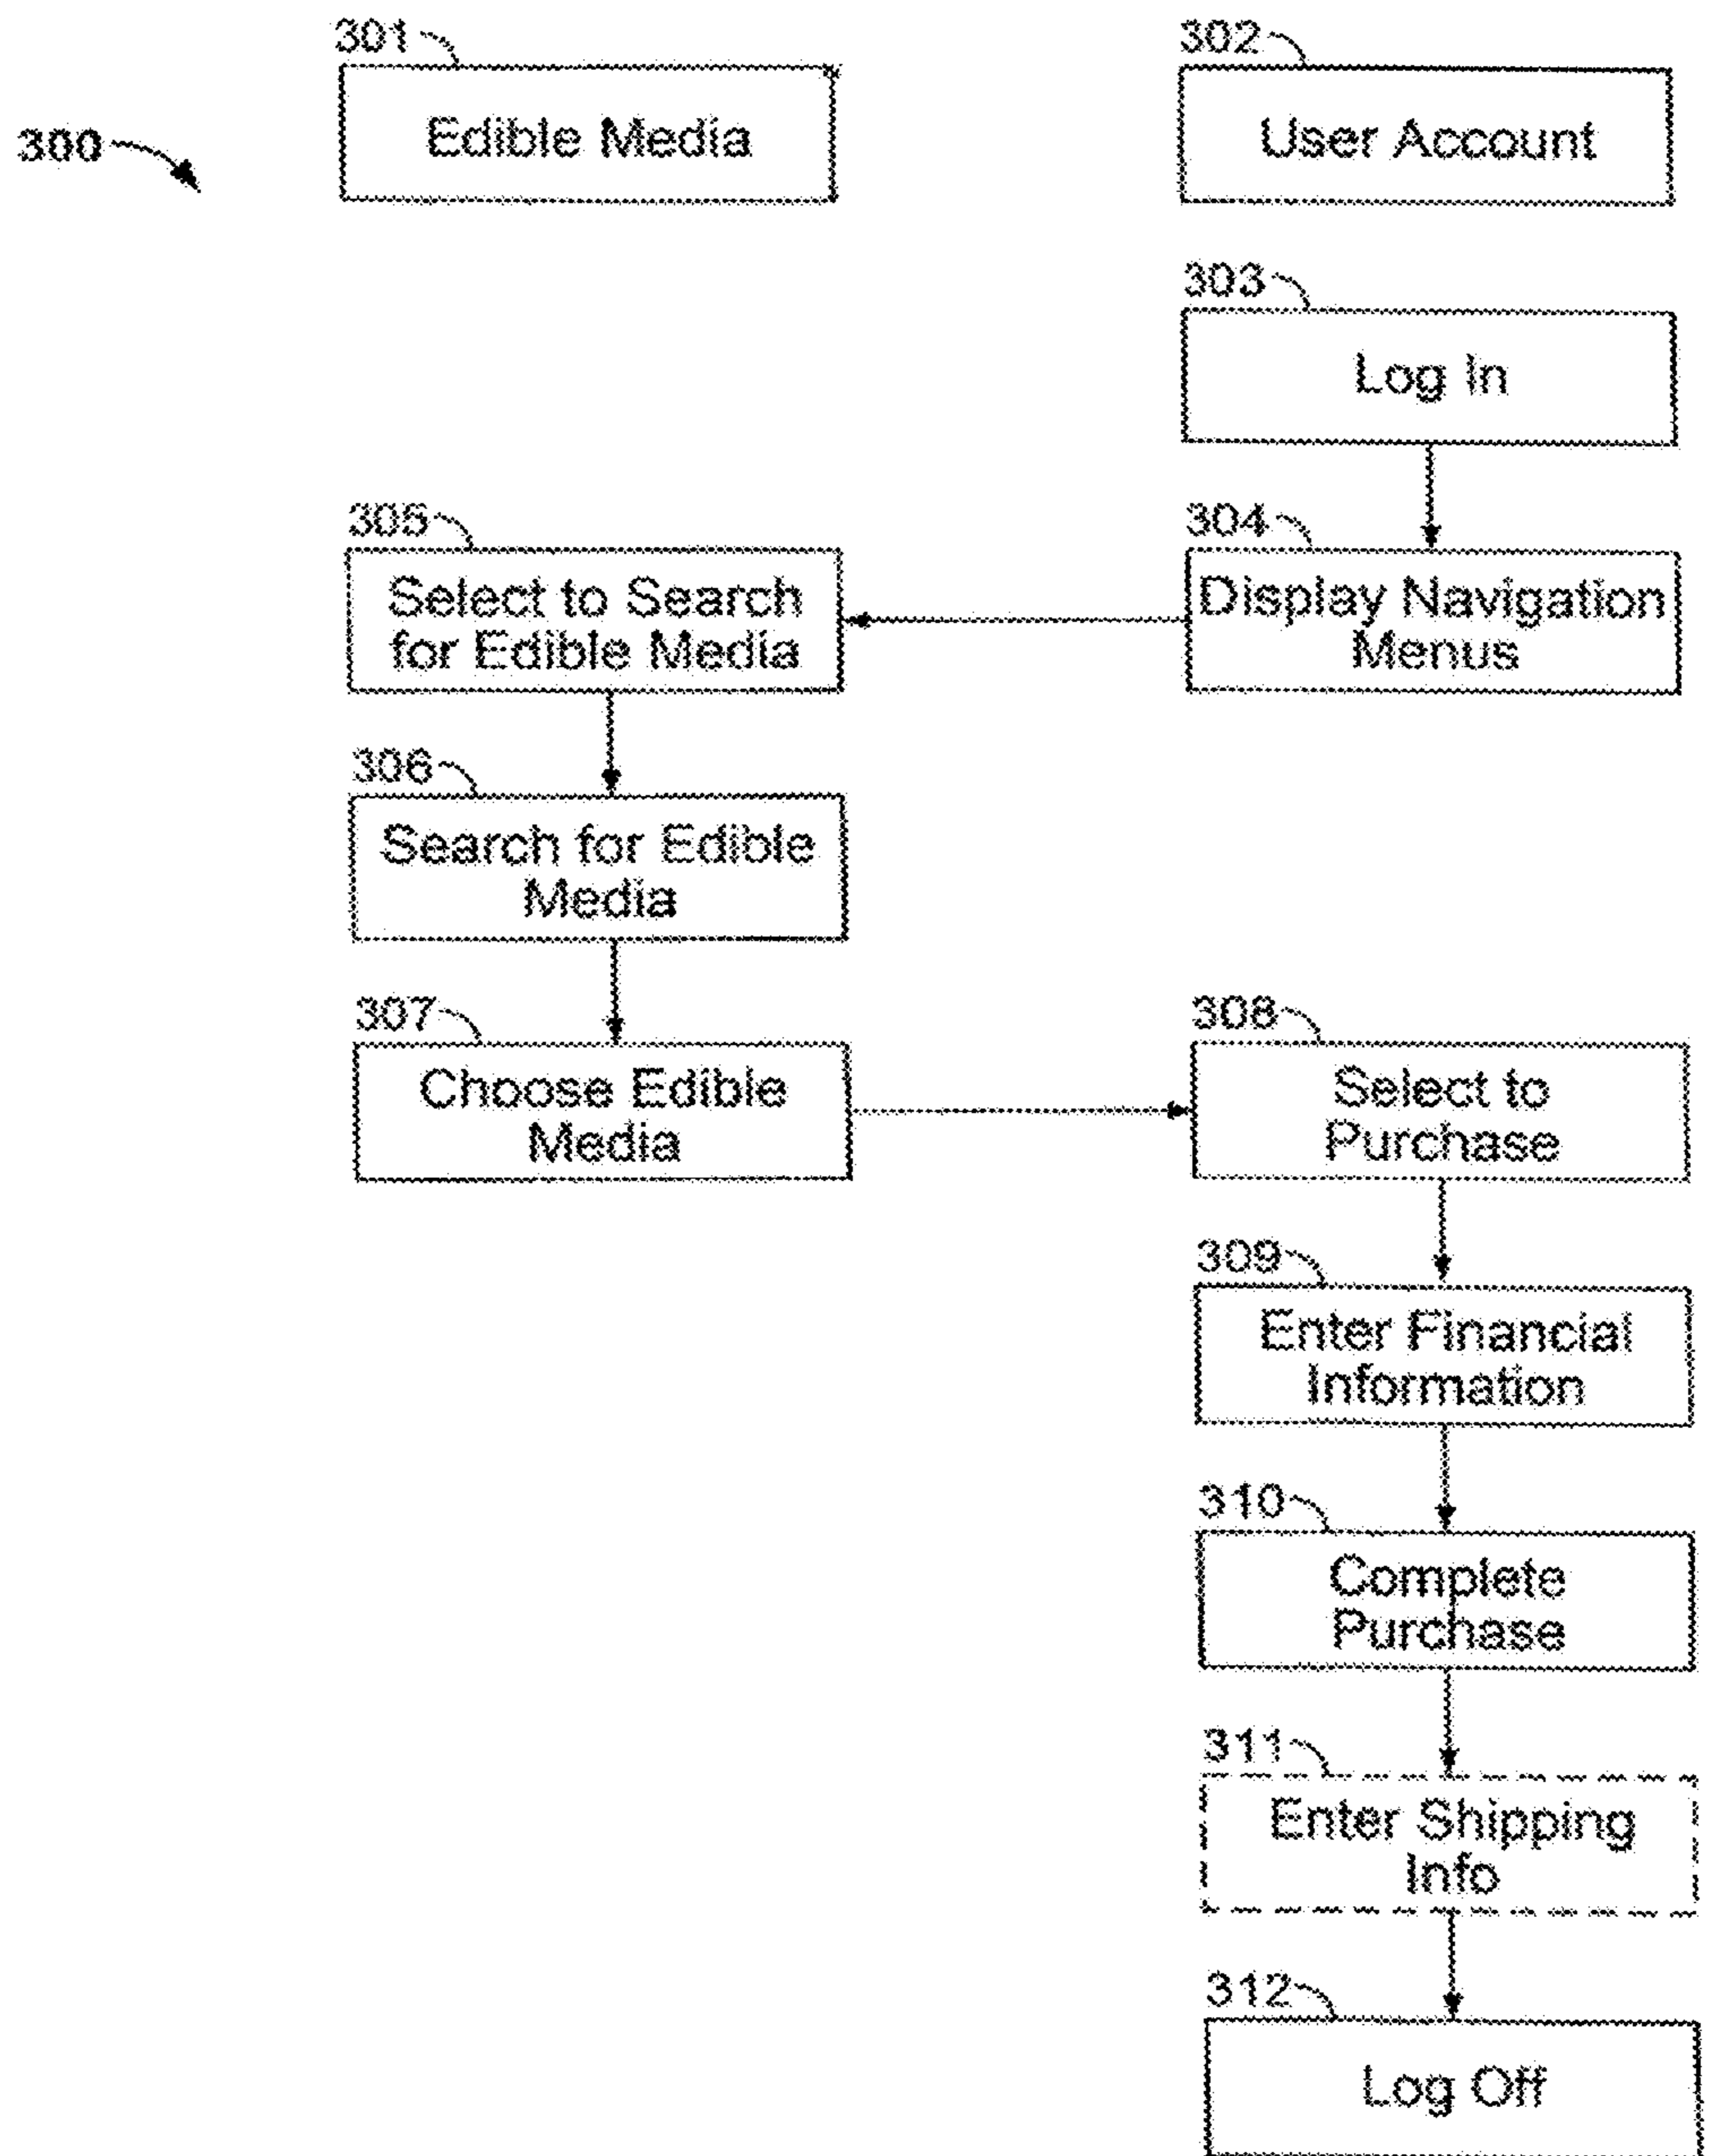 301
302
300
Edible Media
User Account
303
Log In
305
304
Select to Search
for Edible Media
Display Navigation
Menus
306
Search for Edible
Media
307
308
Choose Edible
Media
Select to
Purchase
309
Enter Financial
Information
310
Complete
Purchase
311
Enter Shipping
Info
312
Log Off